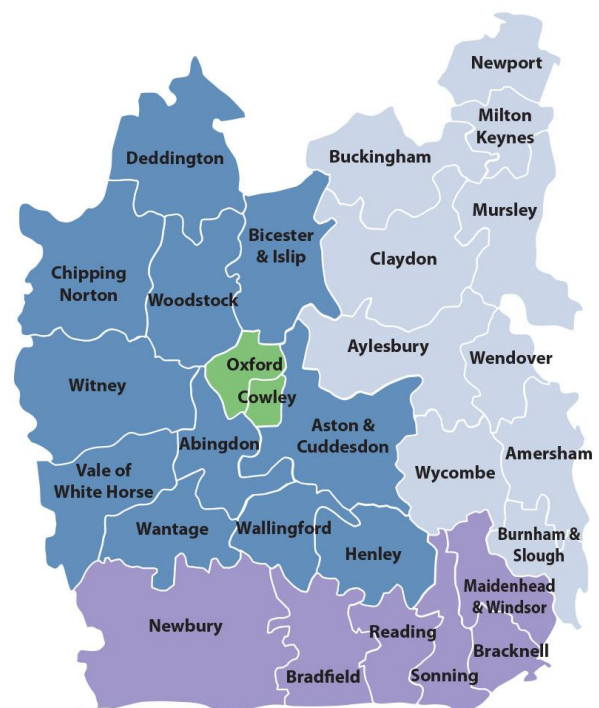 Newport
Milton
Keynes
Deddington
Buckingham
Mursley
Bicester
& Islip
Claydon
Chipping
Norton
Woodstock
Aylesbury
Wendover
Oxford
Witney
Cowley
Aston &
Cuddesdon
Abingdon
Amersham
Wycombe
Vale of
White Horse
Wantage
Wallingford
Burnham &
Slough
Henley
Maidenhead
& Windsor
Newbury
Reading
Bracknell
Bradfield
Sonning